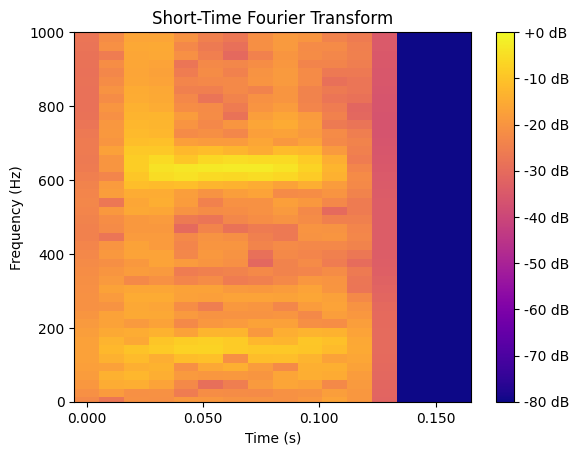 Short-Time Fourier Transform
1000
800
600
400
200
0
Frequency (Hz)
0.000
0.050
0.100
0.150
Time (s)
+0 dB
-10 dB
-20 dB
-30 dB
-40 dB
-50 dB
-60 dB
-70 dB
-80 dB